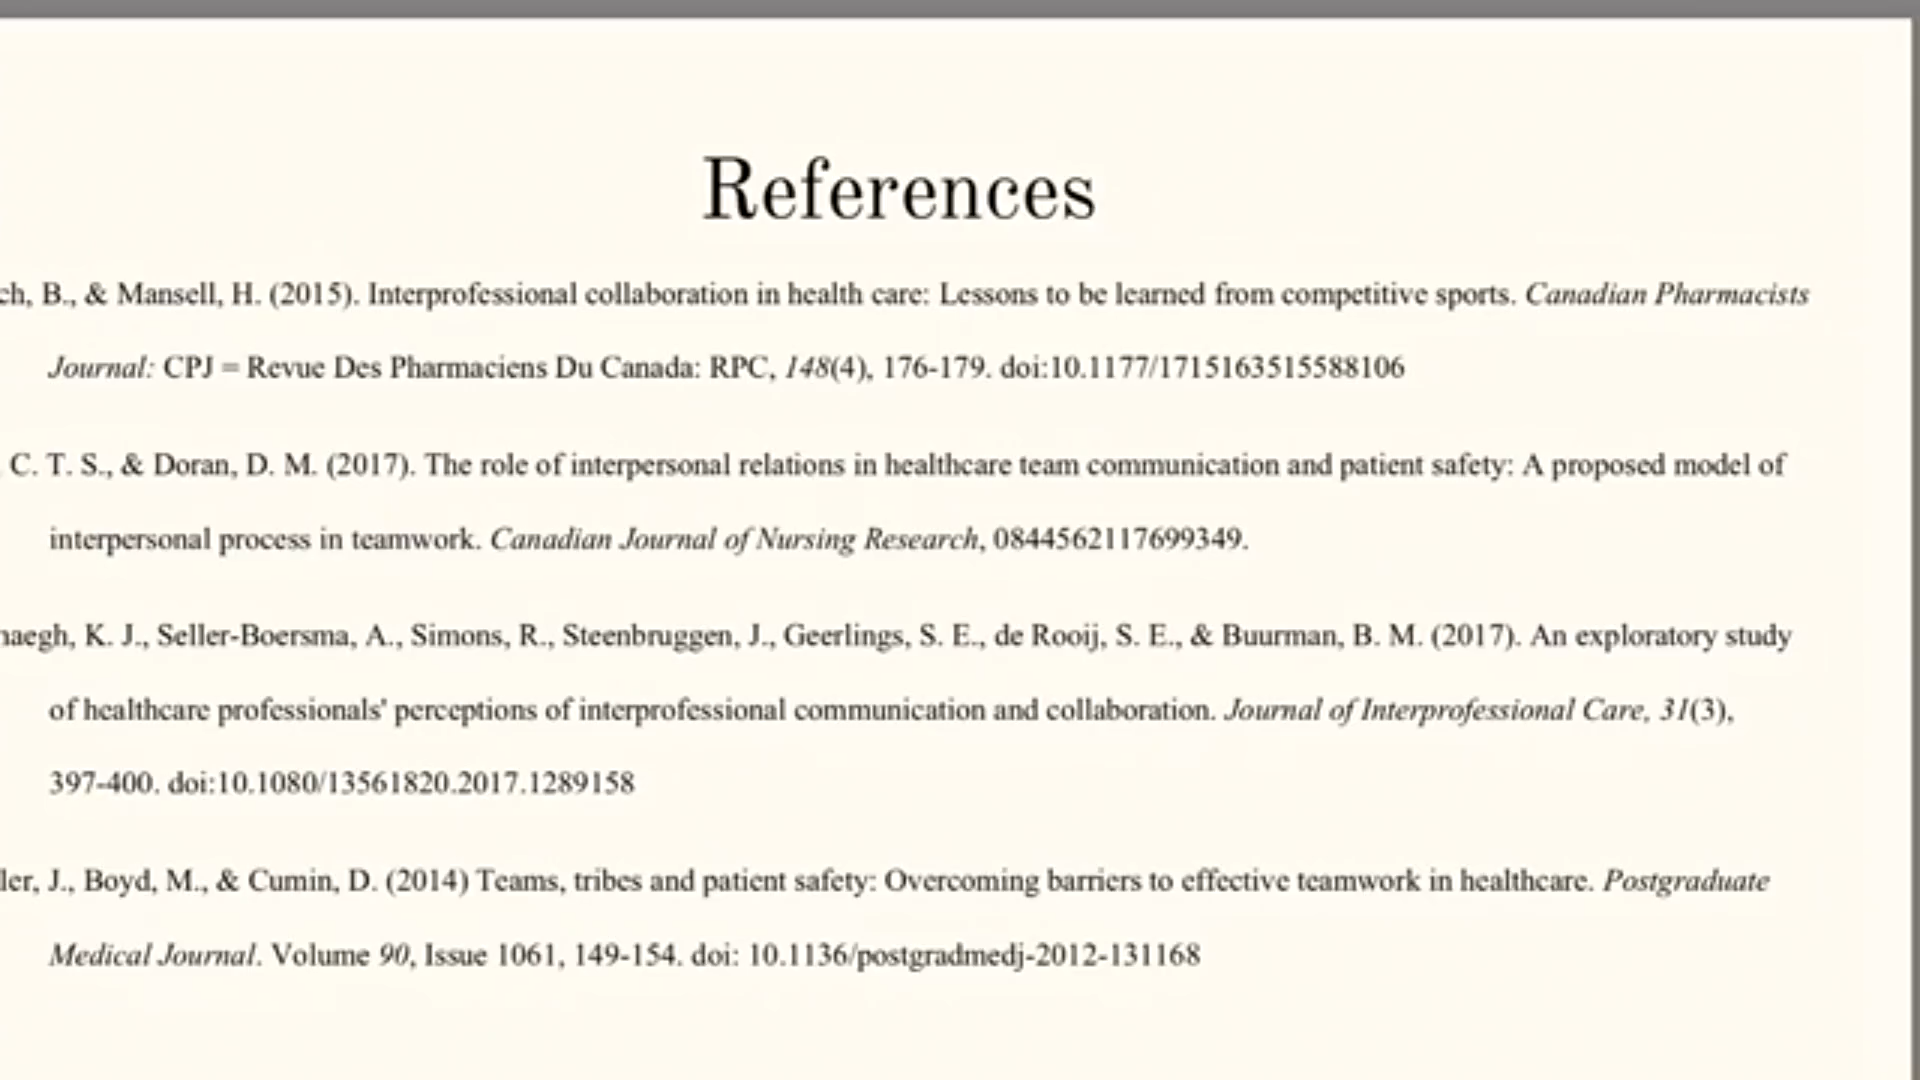 References
ch, B., & Mansell, H. (2015). Interprofessional collaboration in health care: Lessons to be learned from competitive sports. Canadian Pharmacists
Journal: CPJ = Revue Des Pharmaciens Du Canada: RPC, 148(4), 176-179. doi:10.1177/1715163515588106
C. T. S., & Doran, D. M. (2017). The role of interpersonal relations in healthcare team communication and patient safety: A proposed model of
interpersonal process in teamwork. Canadian Journal of Nursing Research, 0844562117699349.
naegh, K. J., Seller-Boersma, A., Simons, R., Steenbruggen, J., Geerlings, S. E., de Rooij, S. E., & Buurman, B. M. (2017). An exploratory study
of healthcare professionals' perceptions of interprofessional communication and collaboration. Journal of Interprofessional Care, 31(3),
397-400. doi:10.1080/13561820.2017.1289158
ler, J., Boyd, M., & Cumin, D. (2014) Teams, tribes and patient safety: Overcoming barriers to effective teamwork in healthcare. Postgraduate
Medical Journal. Volume 90, Issue 1061, 149-154. doi: 10.1136/postgradmedj-2012-131168